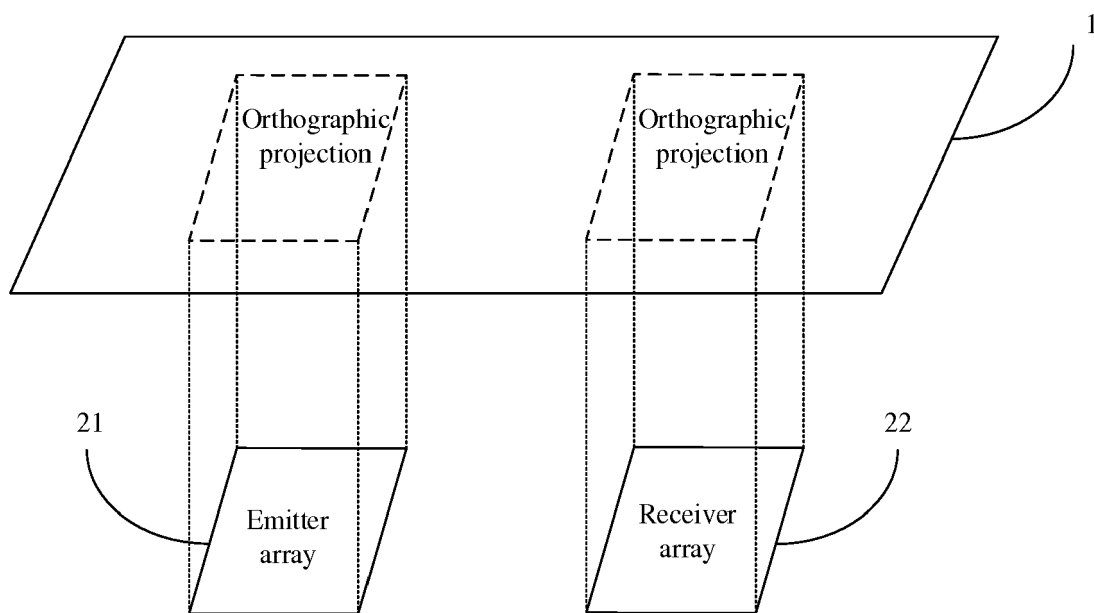 1
Orthographic
projection
Orthographic
projection
21
22
Emitter
array
Receiver
array